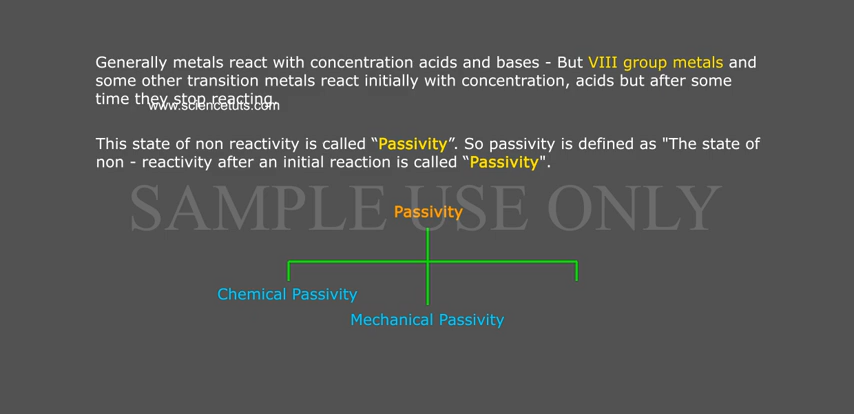 Generally metals react with concentration acids and bases - But VIII group metals and
some other transition metals react initially with concentration, acids but after some
time they stop reacting.
www.sciencetuts.com
This state of non reactivity is called “Passivity”. So passivity is defined as "The state of
non - reactivity after an initial reaction is called “Passivity".
SAMPLE USE ONLY
Passivity
Chemical Passivity
Mechanical Passivity